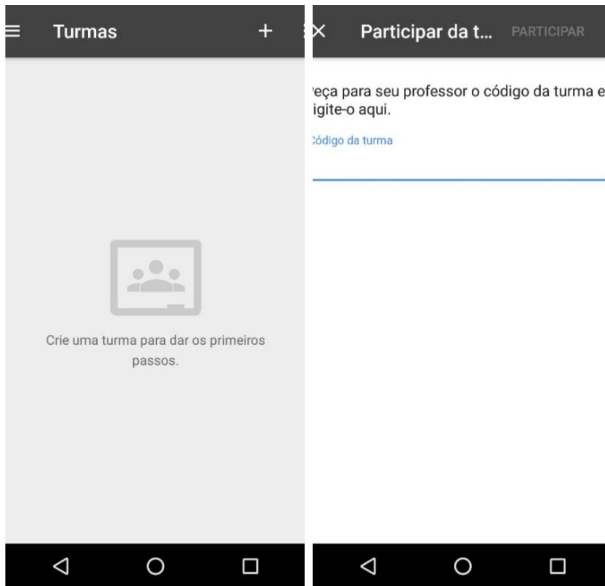 Turmas
+
Crie uma turma para dar os primeiros
passos.
Participar da t... PARTICIPAR
eça para seu professor o código da turma e
igite-o aqui.
Código da turma